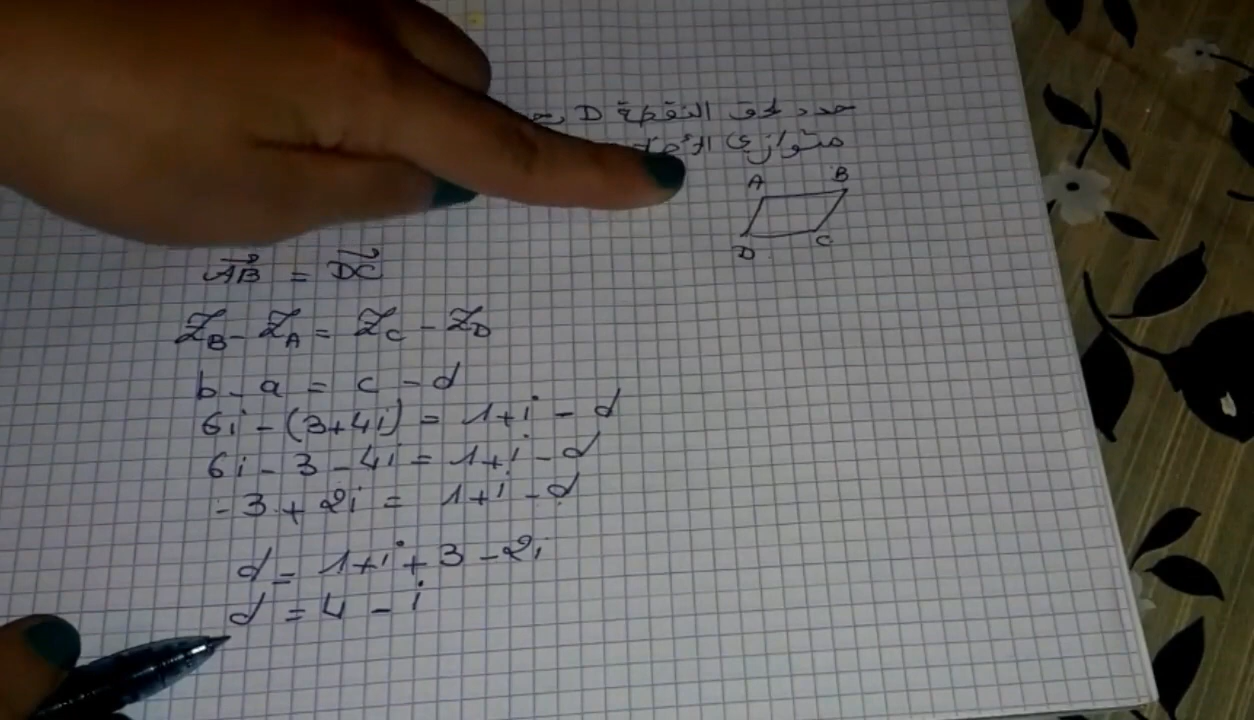 حدد لاحقة النقطة D
متوازي الأضلاع
A B
D C
AB = DC
Z_B - Z_A = Z_C - Z_D
b - a = c - d
6i - (3+4i) = 1+i - d
6i - 3 - 4i = 1+i - d
-3 + 2i = 1+i - d
d = 1+i + 3 - 2i
d = 4 - i